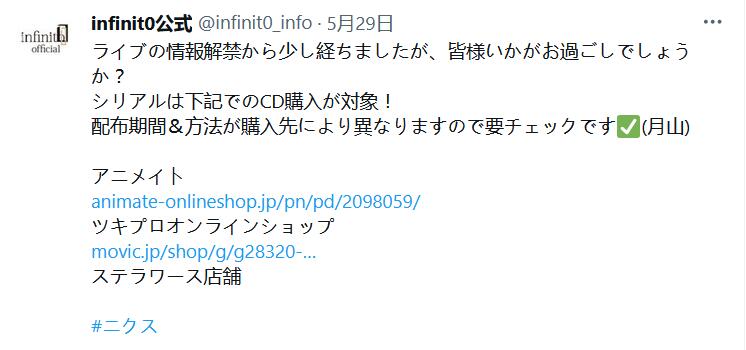 infinit0公式 @infinit0_info · 5月29日
infinit0
official
ライブの情報解禁から少し経ちましたが、皆様いかがお過ごしでしょう
か？
シリアルは下記でのCD購入が対象！
配布期間＆方法が購入先により異なりますので要チェックです✅(月山)
アニメイト
animate-onlineshop.jp/pn/pd/2098059/
ツキプロオンラインショップ
movic.jp/shop/g/g28320-...
ステラワース店舗
#ニクス